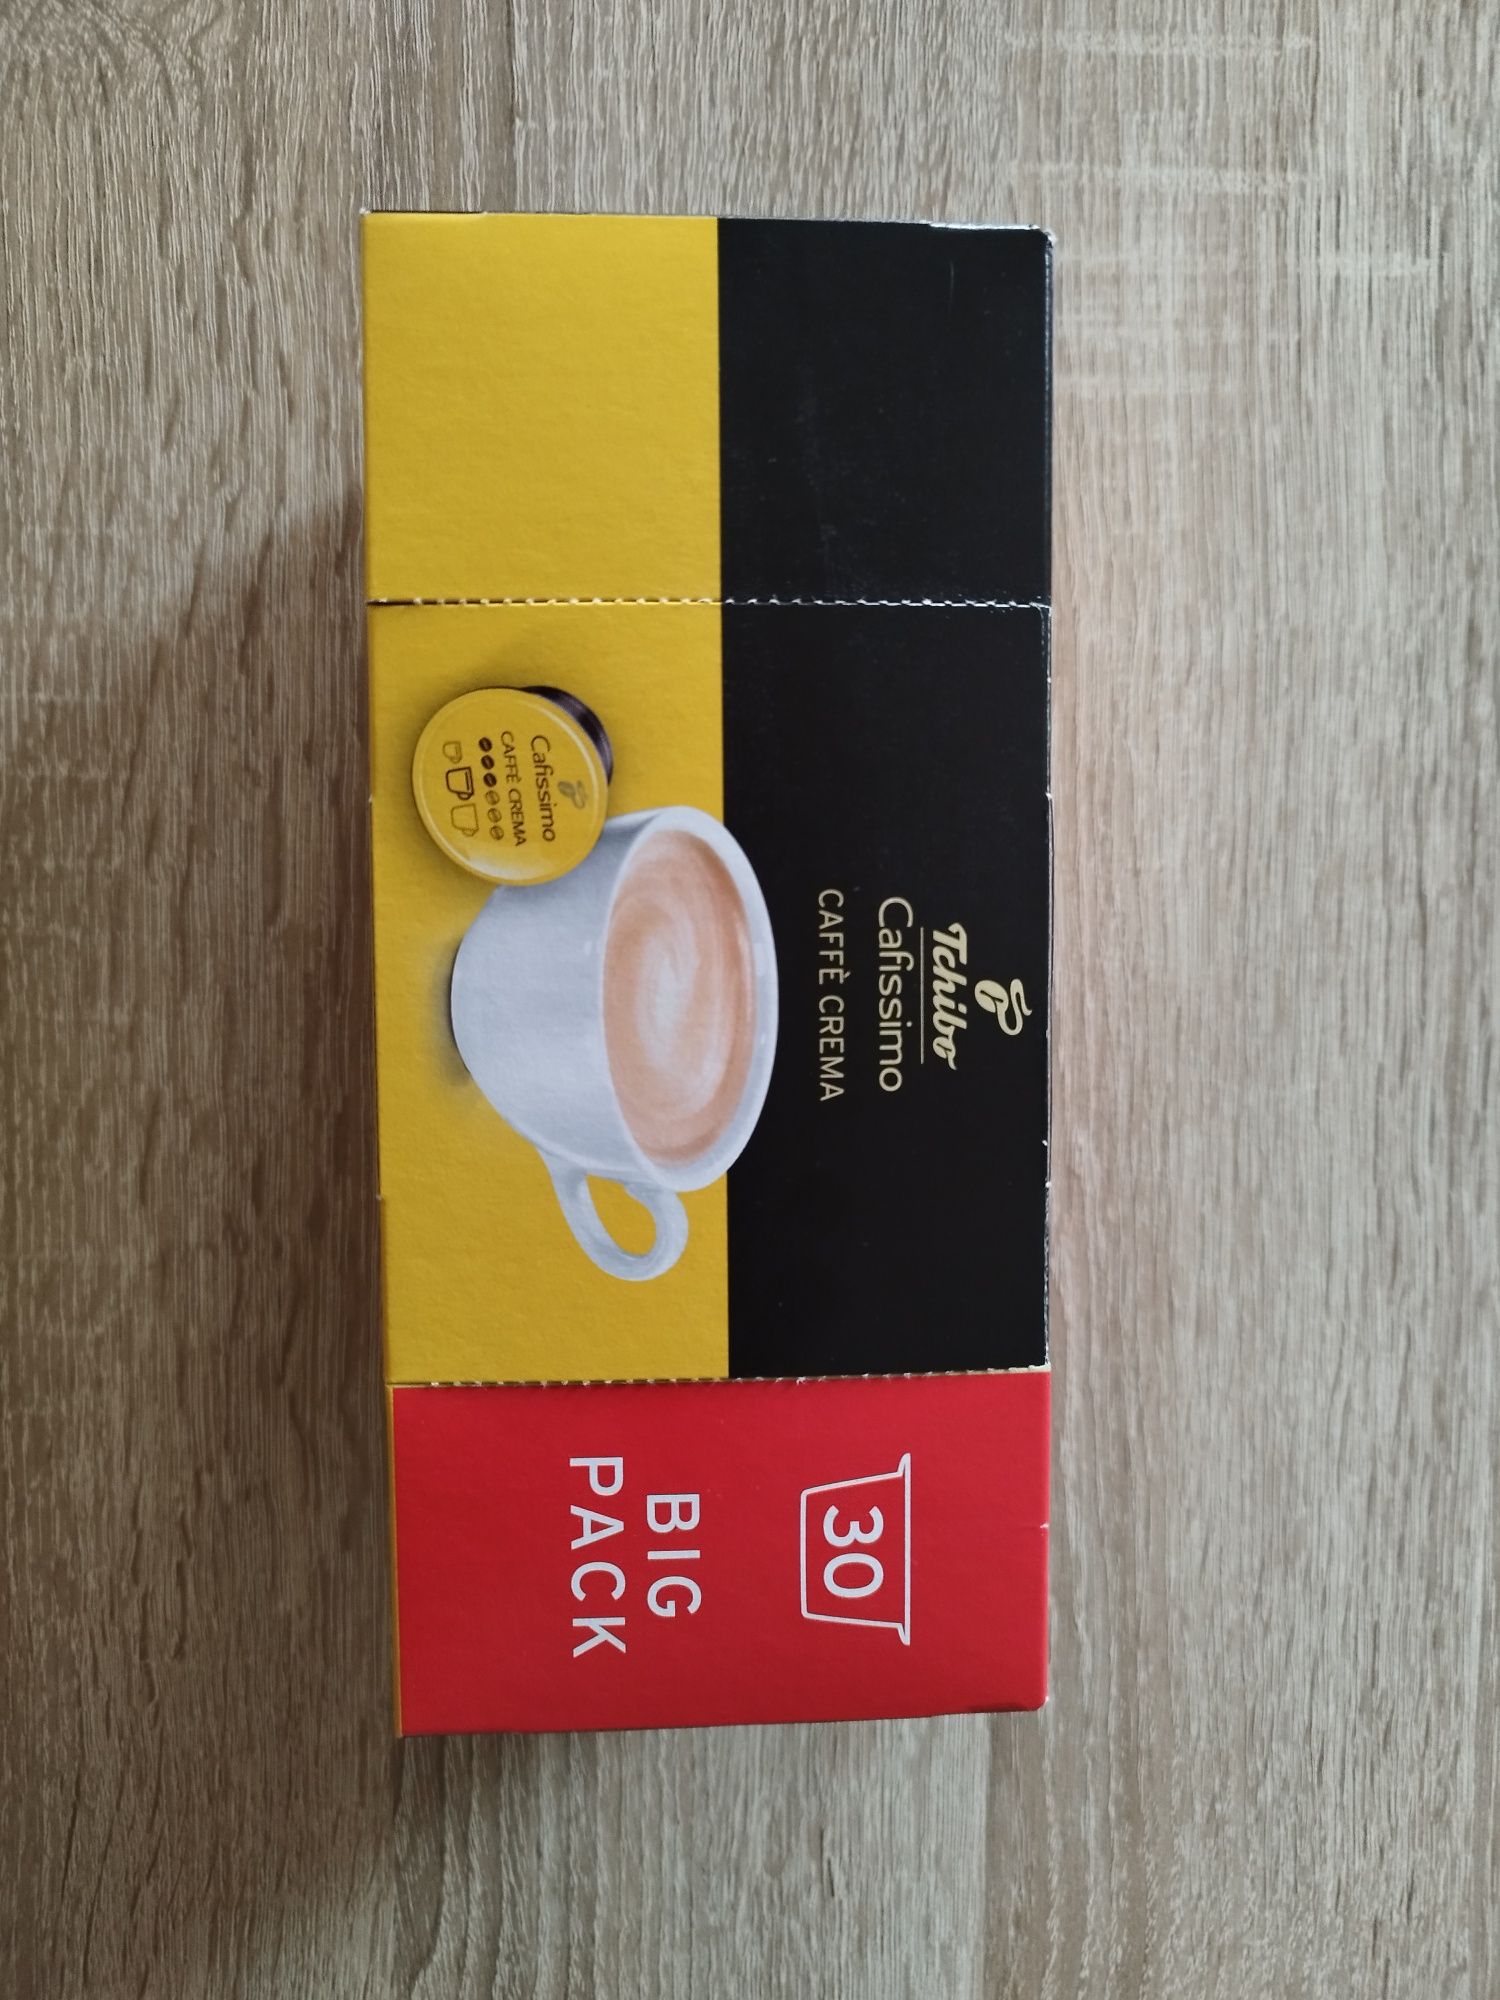 Tchibo
Cafissimo
CAFFÈ CREMA
Cafissimo
CAFFÈ CREMA
30
BIG
PACK